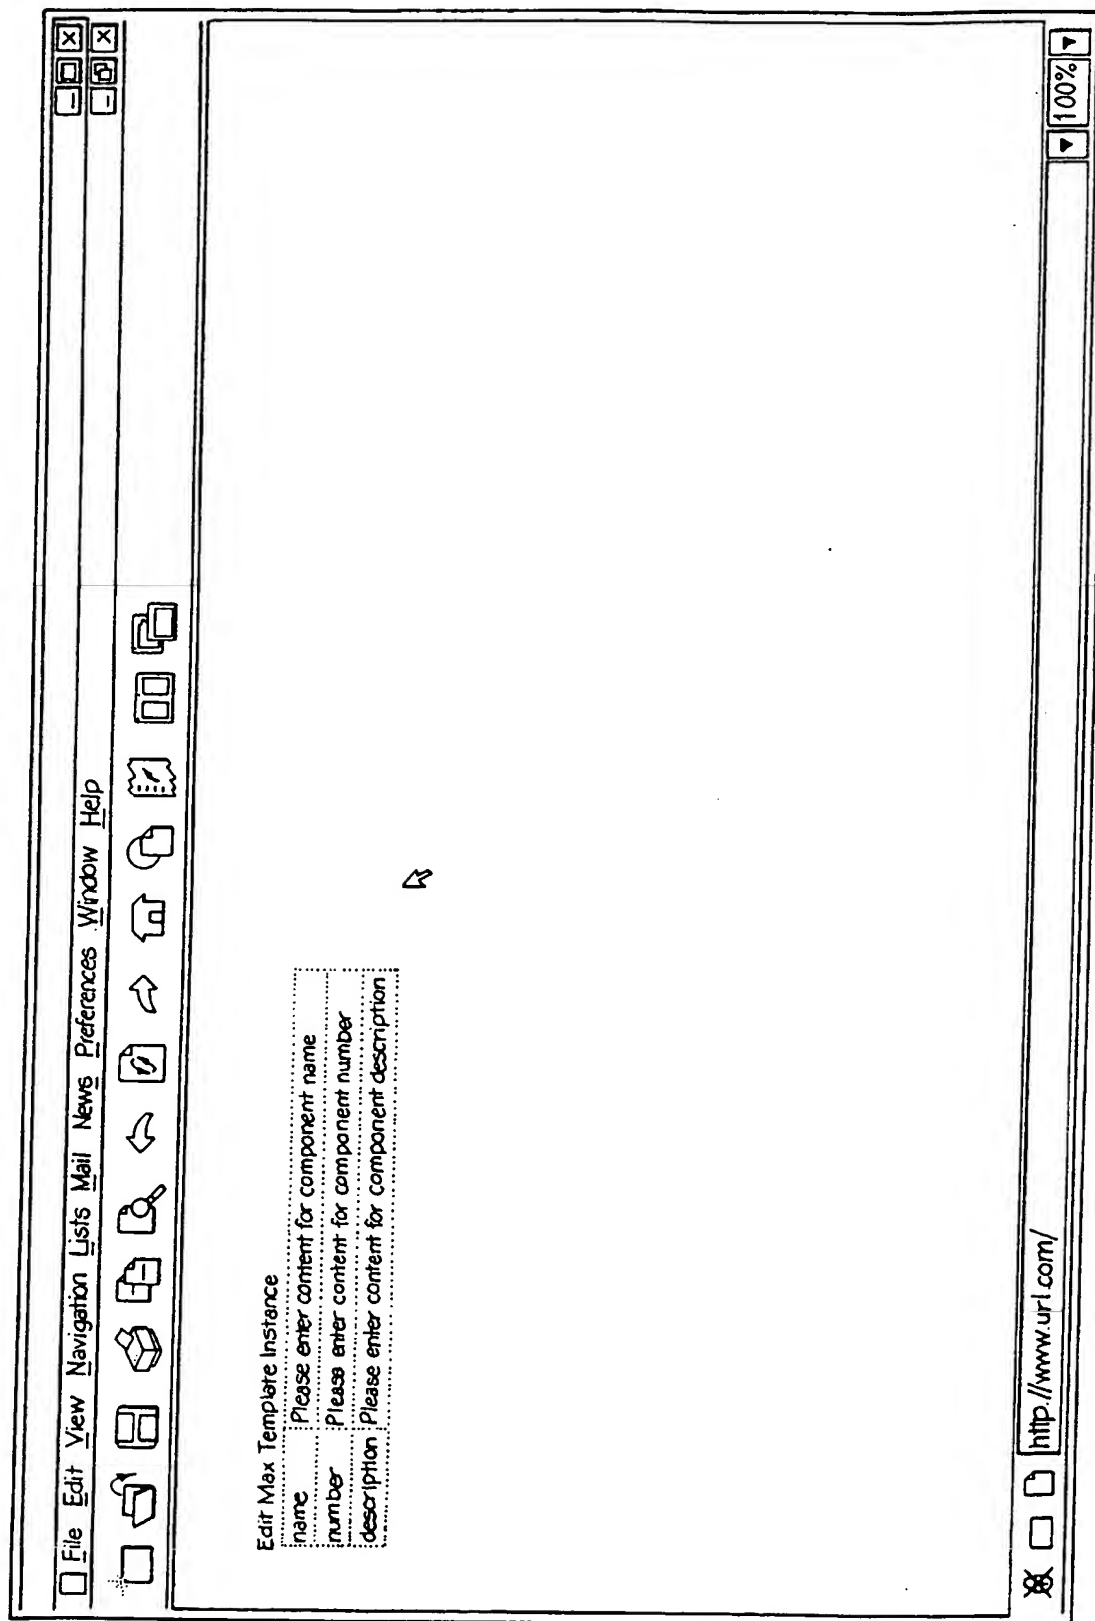 File Edit View Navigation Lists Mail News Preferences Window Help
Edit Max Template Instance
name Please enter content for component name
number Please enter content for component number
description Please enter content for component description
http://www.url.com/ 100%